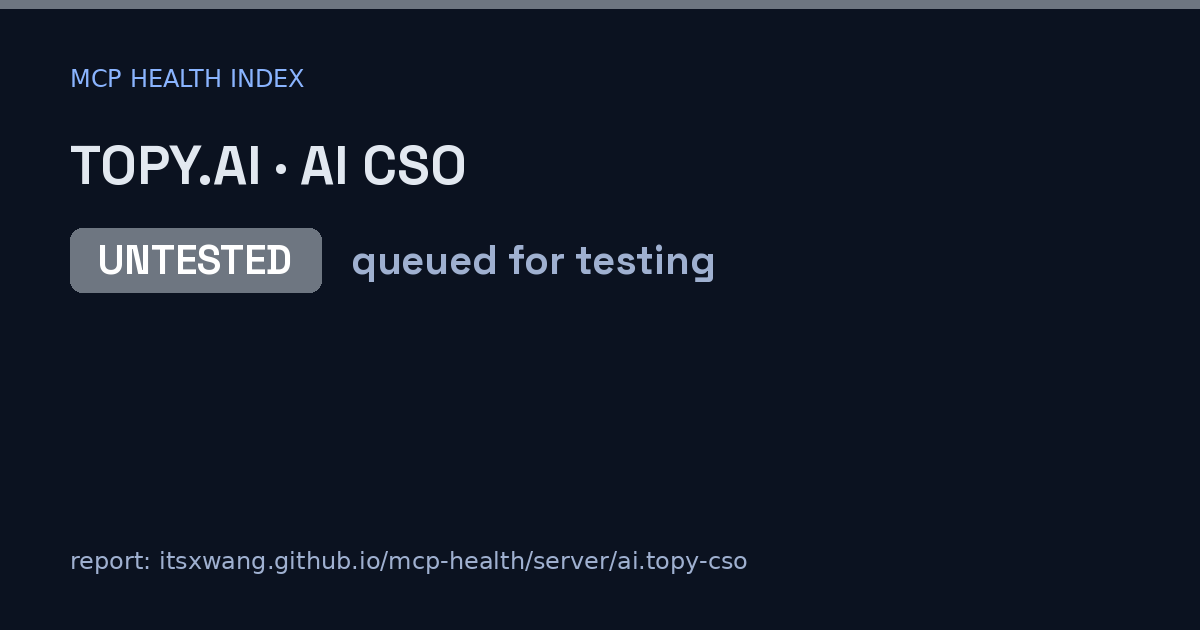 MCP HEALTH INDEX
TOPY.AI · AI CSO
UNTESTED queued for testing
report: itsxwang.github.io/mcp-health/server/ai.topy-cso